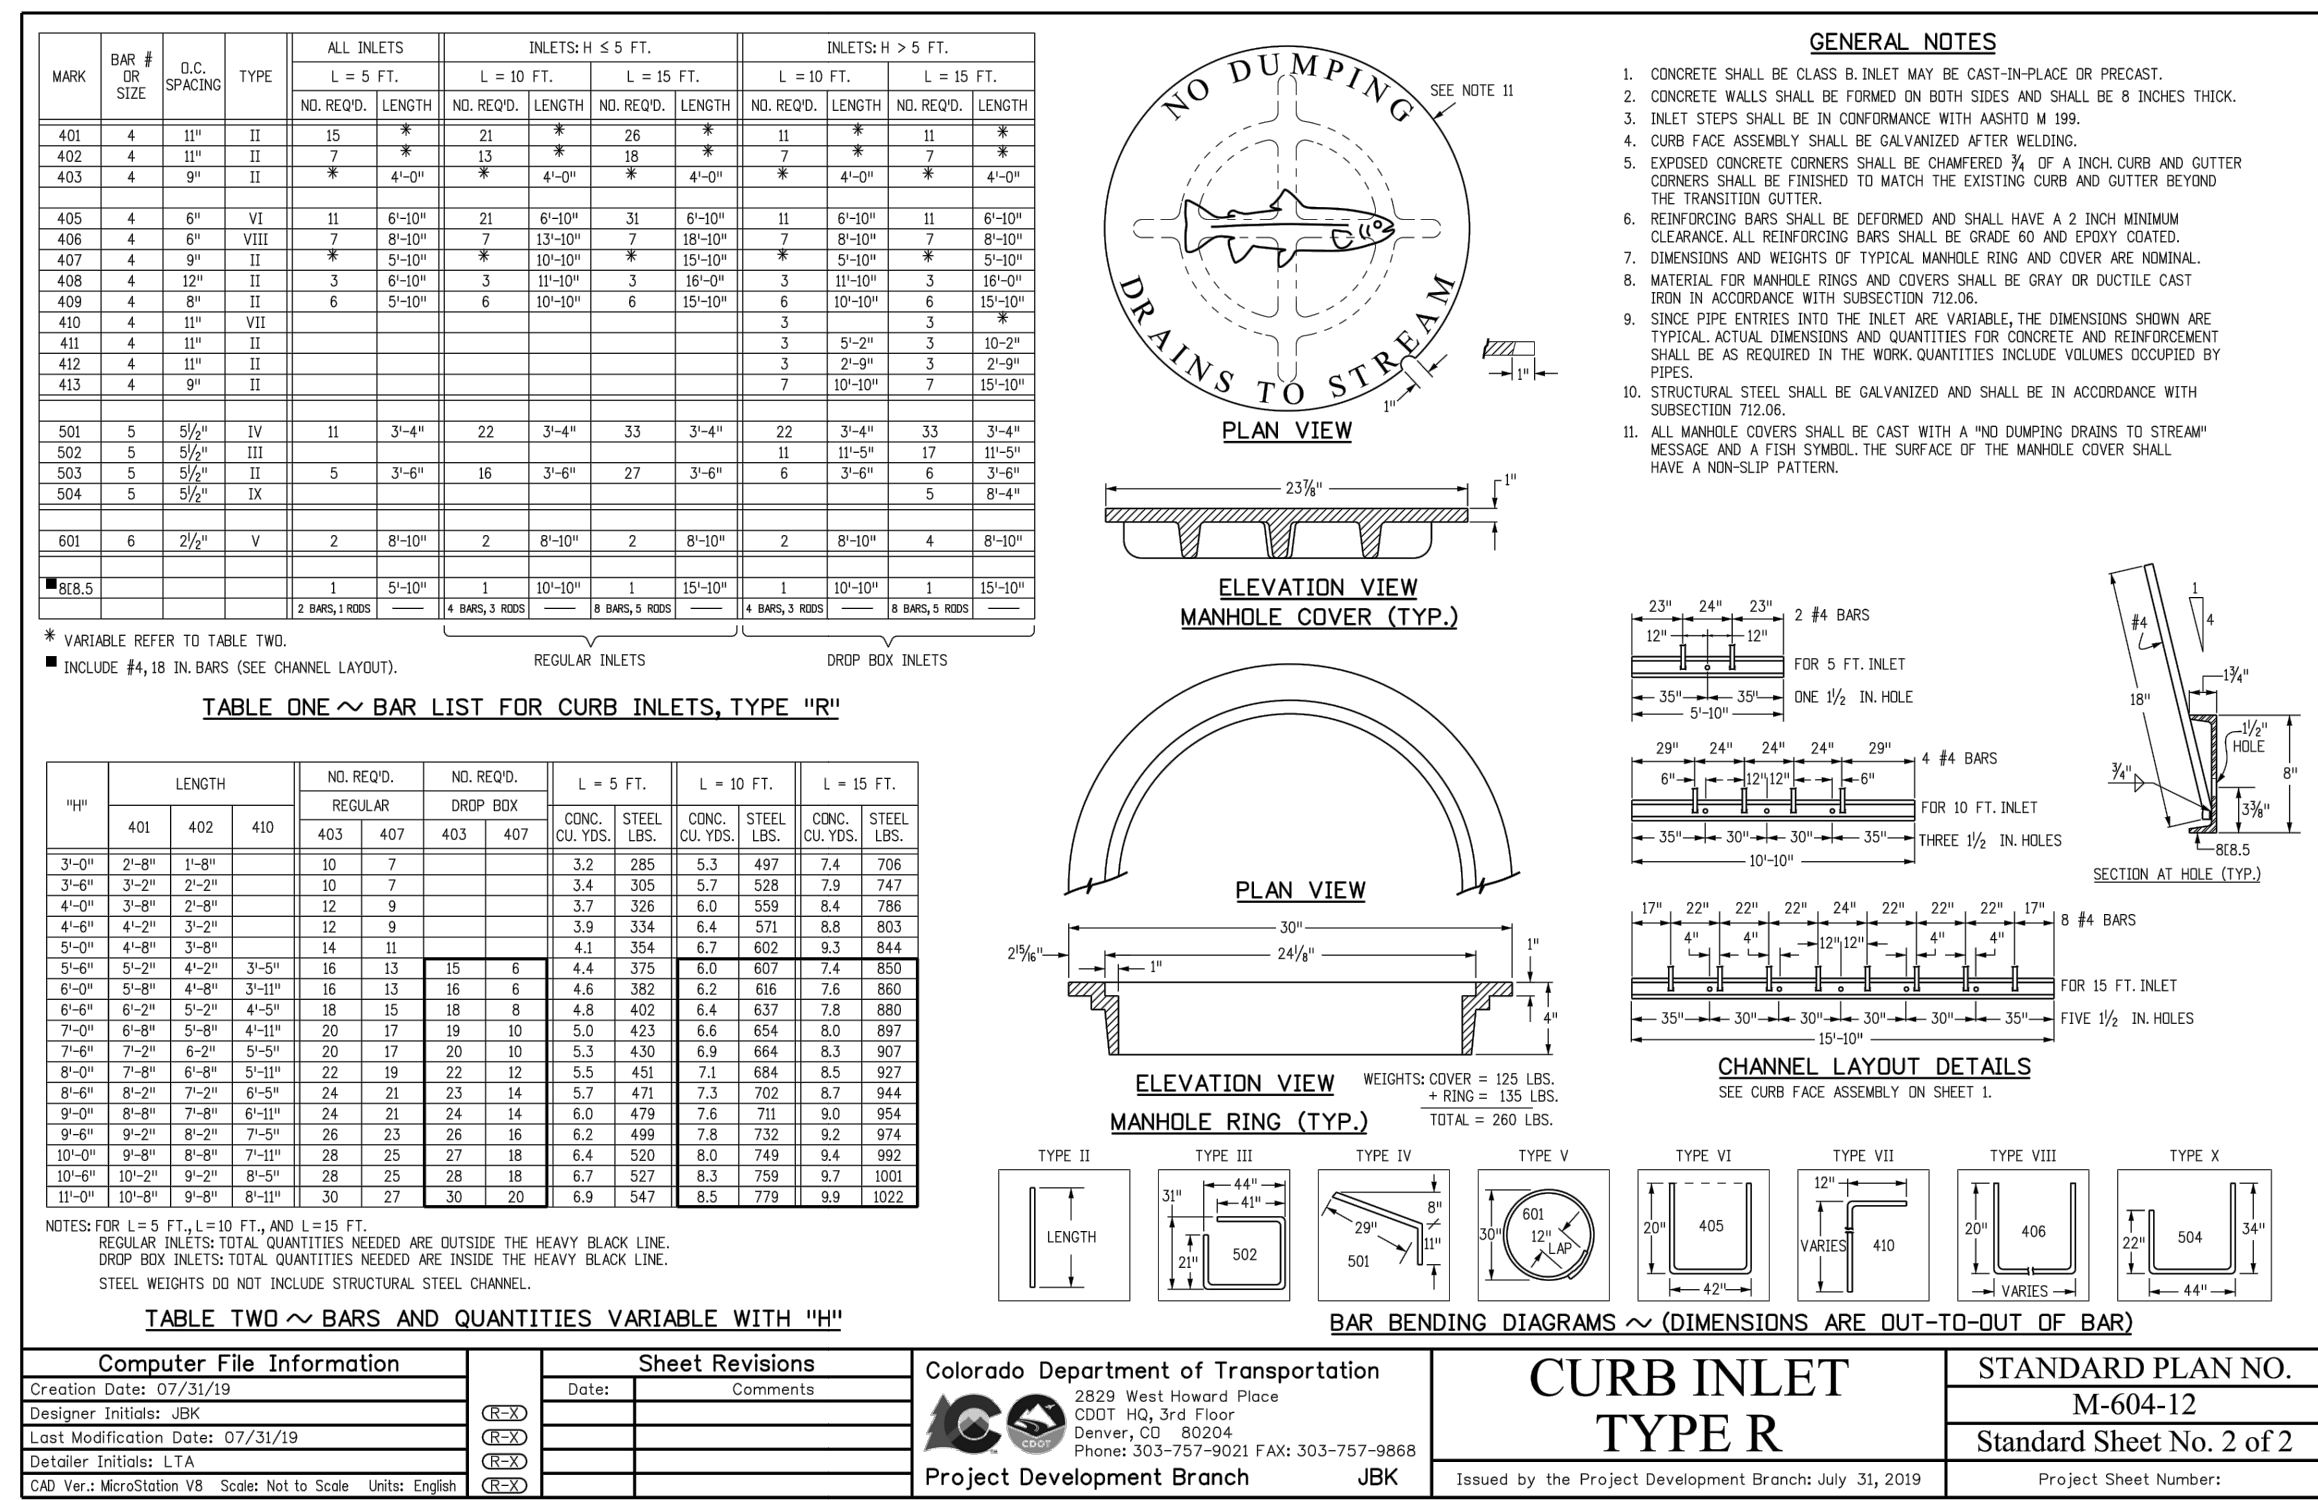 MARK BAR # OR SIZE O.C. SPACING TYPE ALL INLETS INLETS: H ≤ 5 FT. INLETS: H > 5 FT.
L = 5 FT. L = 10 FT. L = 15 FT. L = 10 FT. L = 15 FT.
NO. REQ'D. LENGTH NO. REQ'D. LENGTH NO. REQ'D. LENGTH NO. REQ'D. LENGTH NO. REQ'D. LENGTH
401 4 11" II 15 * 21 * 26 * 11 * 11 *
402 4 11" II 7 * 13 * 18 * 7 * 7 *
403 4 9" II * 4'-0" * 4'-0" * 4'-0" * 4'-0" * 4'-0"
405 4 6" VI 11 6'-10" 21 6'-10" 31 6'-10" 11 6'-10" 11 6'-10"
406 4 6" VIII 7 8'-10" 7 13'-10" 7 18'-10" 7 8'-10" 7 8'-10"
407 4 9" II * 5'-10" * 10'-10" * 15'-10" * 5'-10" * 5'-10"
408 4 12" II 3 6'-10" 3 11'-10" 3 16'-0" 3 11'-10" 3 16'-0"
409 4 8" II 6 5'-10" 6 10'-10" 6 15'-10" 6 10'-10" 6 15'-10"
410 4 11" VII 3 3 *
411 4 11" II 3 5'-2" 3 10-2"
412 4 11" II 3 2'-9" 3 2'-9"
413 4 9" II 7 10'-10" 7 15'-10"
501 5 5½" IV 11 3'-4" 22 3'-4" 33 3'-4" 22 3'-4" 33 3'-4"
502 5 5½" III 11 11'-5" 17 11'-5"
503 5 5½" II 5 3'-6" 16 3'-6" 27 3'-6" 6 3'-6" 6 3'-6"
504 5 5½" IX 5 8'-4"
601 6 2½" V 2 8'-10" 2 8'-10" 2 8'-10" 2 8'-10" 4 8'-10"
■8[8.5 1 5'-10" 1 10'-10" 1 15'-10" 1 10'-10" 1 15'-10"
2 BARS, 1 RODS 4 BARS, 3 RODS 8 BARS, 5 RODS 4 BARS, 3 RODS 8 BARS, 5 RODS
* VARIABLE REFER TO TABLE TWO.
■ INCLUDE #4, 18 IN. BARS (SEE CHANNEL LAYOUT).
REGULAR INLETS DROP BOX INLETS
TABLE ONE ~ BAR LIST FOR CURB INLETS, TYPE "R"
"H" LENGTH NO. REQ'D. NO. REQ'D. L = 5 FT. L = 10 FT. L = 15 FT.
REGULAR DROP BOX
401 402 410 403 407 403 407 CONC. CU. YDS. STEEL LBS. CONC. CU. YDS. STEEL LBS. CONC. CU. YDS. STEEL LBS.
3'-0" 2'-8" 1'-8" 10 7 3.2 285 5.3 497 7.4 706
3'-6" 3'-2" 2'-2" 10 7 3.4 305 5.7 528 7.9 747
4'-0" 3'-8" 2'-8" 12 9 3.7 326 6.0 559 8.4 786
4'-6" 4'-2" 3'-2" 12 9 3.9 334 6.4 571 8.8 803
5'-0" 4'-8" 3'-8" 14 11 4.1 354 6.7 602 9.3 844
5'-6" 5'-2" 4'-2" 3'-5" 16 13 15 6 4.4 375 6.0 607 7.4 850
6'-0" 5'-8" 4'-8" 3'-11" 16 13 16 6 4.6 382 6.2 616 7.6 860
6'-6" 6'-2" 5'-2" 4'-5" 18 15 18 8 4.8 402 6.4 637 7.8 880
7'-0" 6'-8" 5'-8" 4'-11" 20 17 19 10 5.0 423 6.6 654 8.0 897
7'-6" 7'-2" 6-2" 5'-5" 20 17 20 10 5.3 430 6.9 664 8.3 907
8'-0" 7'-8" 6'-8" 5'-11" 22 19 22 12 5.5 451 7.1 684 8.5 927
8'-6" 8'-2" 7'-2" 6'-5" 24 21 23 14 5.7 471 7.3 702 8.7 944
9'-0" 8'-8" 7'-8" 6'-11" 24 21 24 14 6.0 479 7.6 711 9.0 954
9'-6" 9'-2" 8'-2" 7'-5" 26 23 26 16 6.2 499 7.8 732 9.2 974
10'-0" 9'-8" 8'-8" 7'-11" 28 25 27 18 6.4 520 8.0 749 9.4 992
10'-6" 10'-2" 9'-2" 8'-5" 28 25 28 18 6.7 527 8.3 759 9.7 1001
11'-0" 10'-8" 9'-8" 8'-11" 30 27 30 20 6.9 547 8.5 779 9.9 1022
NOTES: FOR L = 5 FT., L = 10 FT., AND L = 15 FT.
REGULAR INLETS: TOTAL QUANTITIES NEEDED ARE OUTSIDE THE HEAVY BLACK LINE.
DROP BOX INLETS: TOTAL QUANTITIES NEEDED ARE INSIDE THE HEAVY BLACK LINE.
STEEL WEIGHTS DO NOT INCLUDE STRUCTURAL STEEL CHANNEL.
TABLE TWO ~ BARS AND QUANTITIES VARIABLE WITH "H"
NO DUMPING
DRAINS TO STREAM
SEE NOTE 11
1"
1"
PLAN VIEW
23⅞"
1"
ELEVATION VIEW
MANHOLE COVER (TYP.)
PLAN VIEW
30"
2 15/16" 24⅛" 1"
1"
4"
ELEVATION VIEW
MANHOLE RING (TYP.)
WEIGHTS: COVER = 125 LBS.
+ RING = 135 LBS.
TOTAL = 260 LBS.
GENERAL NOTES
1. CONCRETE SHALL BE CLASS B. INLET MAY BE CAST-IN-PLACE OR PRECAST.
2. CONCRETE WALLS SHALL BE FORMED ON BOTH SIDES AND SHALL BE 8 INCHES THICK.
3. INLET STEPS SHALL BE IN CONFORMANCE WITH AASHTO M 199.
4. CURB FACE ASSEMBLY SHALL BE GALVANIZED AFTER WELDING.
5. EXPOSED CONCRETE CORNERS SHALL BE CHAMFERED ¾ OF A INCH. CURB AND GUTTER
CORNERS SHALL BE FINISHED TO MATCH THE EXISTING CURB AND GUTTER BEYOND
THE TRANSITION GUTTER.
6. REINFORCING BARS SHALL BE DEFORMED AND SHALL HAVE A 2 INCH MINIMUM
CLEARANCE. ALL REINFORCING BARS SHALL BE GRADE 60 AND EPOXY COATED.
7. DIMENSIONS AND WEIGHTS OF TYPICAL MANHOLE RING AND COVER ARE NOMINAL.
8. MATERIAL FOR MANHOLE RINGS AND COVERS SHALL BE GRAY OR DUCTILE CAST
IRON IN ACCORDANCE WITH SUBSECTION 712.06.
9. SINCE PIPE ENTRIES INTO THE INLET ARE VARIABLE, THE DIMENSIONS SHOWN ARE
TYPICAL. ACTUAL DIMENSIONS AND QUANTITIES FOR CONCRETE AND REINFORCEMENT
SHALL BE AS REQUIRED IN THE WORK. QUANTITIES INCLUDE VOLUMES OCCUPIED BY
PIPES.
10. STRUCTURAL STEEL SHALL BE GALVANIZED AND SHALL BE IN ACCORDANCE WITH
SUBSECTION 712.06.
11. ALL MANHOLE COVERS SHALL BE CAST WITH A "NO DUMPING DRAINS TO STREAM"
MESSAGE AND A FISH SYMBOL. THE SURFACE OF THE MANHOLE COVER SHALL
HAVE A NON-SLIP PATTERN.
23" 24" 23" 2 #4 BARS
12" 12"
FOR 5 FT. INLET
35" 35" ONE 1½ IN. HOLE
5'-10"
29" 24" 24" 24" 29" 4 #4 BARS
6" 12" 12" 6"
FOR 10 FT. INLET
35" 30" 30" 35" THREE 1½ IN. HOLES
10'-10"
17" 22" 22" 22" 24" 22" 22" 22" 17" 8 #4 BARS
4" 4" 12" 12" 4" 4"
FOR 15 FT. INLET
35" 30" 30" 30" 30" 35" FIVE 1½ IN. HOLES
15'-10"
CHANNEL LAYOUT DETAILS
SEE CURB FACE ASSEMBLY ON SHEET 1.
1
4
#4
1¾"
18"
1½" HOLE
¾"
8"
3⅜"
8[8.5
SECTION AT HOLE (TYP.)
TYPE II TYPE III TYPE IV TYPE V TYPE VI TYPE VII TYPE VIII TYPE X
LENGTH
44" 41" 31" 21" 502
8" 29" 11" 501
601 30" 12" LAP
20" 405 42"
12" VARIES 410
20" 406 VARIES
22" 504 34" 44"
BAR BENDING DIAGRAMS ~ (DIMENSIONS ARE OUT-TO-OUT OF BAR)
Computer File Information
Creation Date: 07/31/19
Designer Initials: JBK
Last Modification Date: 07/31/19
Detailer Initials: LTA
CAD Ver.: MicroStation V8 Scale: Not to Scale Units: English
R-X
R-X
R-X
R-X
Sheet Revisions
Date: Comments
Colorado Department of Transportation
2829 West Howard Place
CDOT HQ, 3rd Floor
Denver, CO 80204
Phone: 303-757-9021 FAX: 303-757-9868
CDOT
TM
Project Development Branch JBK
CURB INLET
TYPE R
Issued by the Project Development Branch: July 31, 2019
STANDARD PLAN NO.
M-604-12
Standard Sheet No. 2 of 2
Project Sheet Number: